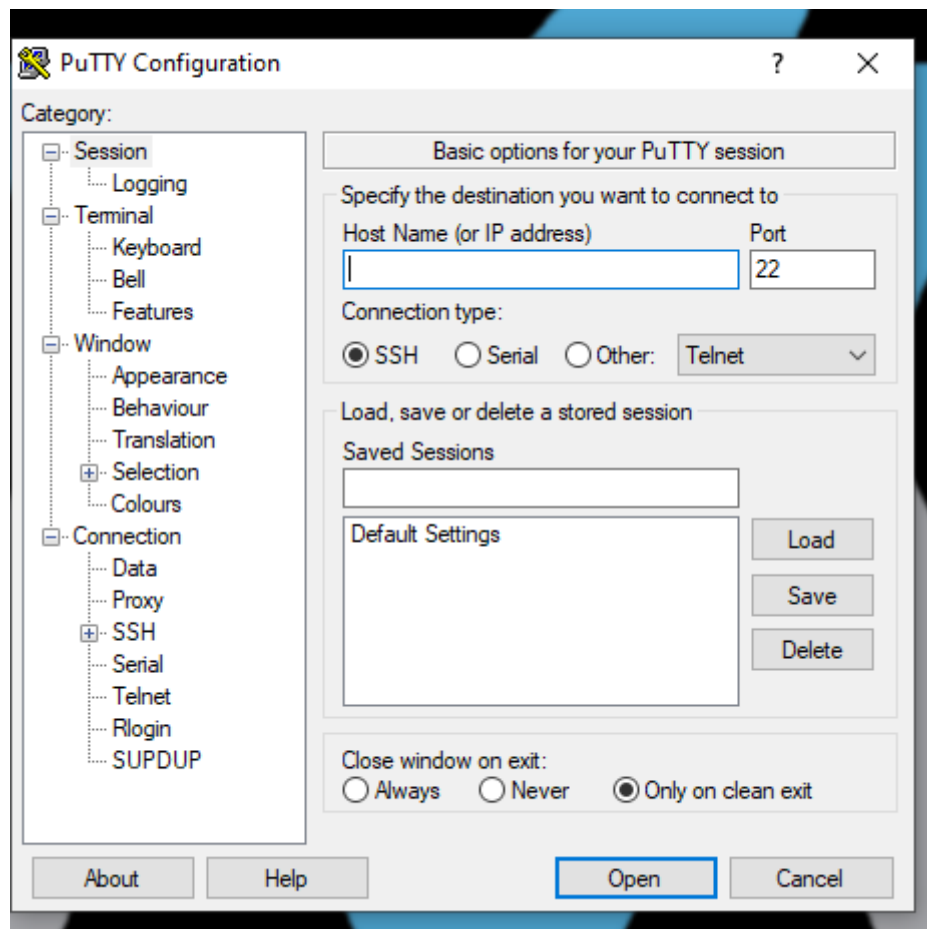 PuTTY Configuration
?
Category:
Session
Logging
Terminal
Keyboard
Bell
Features
Window
Appearance
Behaviour
Translation
Selection
Colours
Connection
Data
Proxy
SSH
Serial
Telnet
Rlogin
SUPDUP
Basic options for your PuTTY session
Specify the destination you want to connect to
Host Name (or IP address) Port
22
Connection type:
SSH Serial Other: Telnet
Load, save or delete a stored session
Saved Sessions
Default Settings
Load
Save
Delete
Close window on exit:
Always Never Only on clean exit
About Help Open Cancel